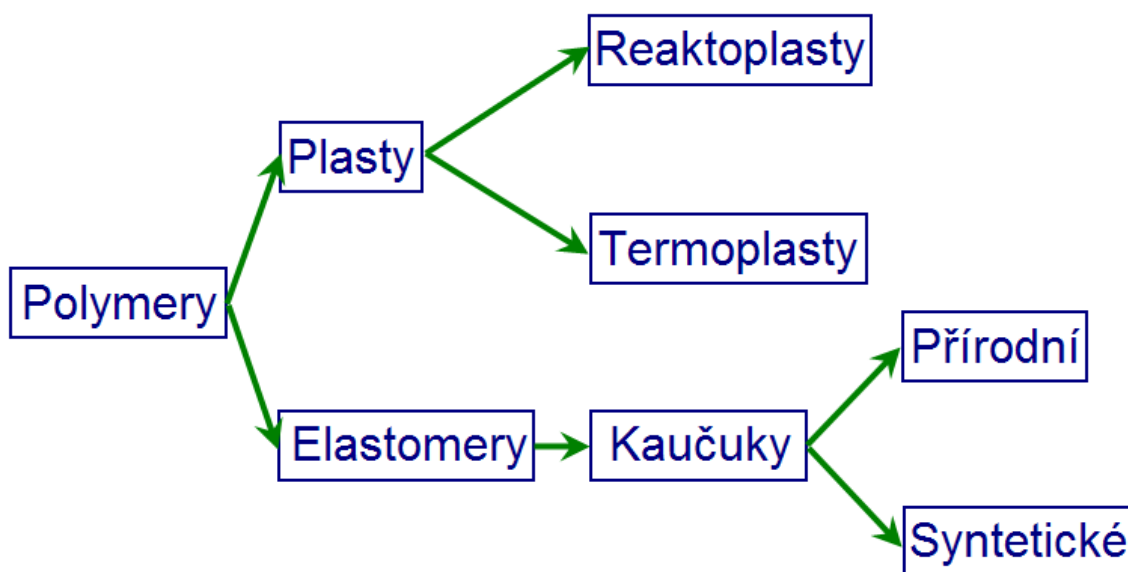 Reaktoplasty
Plasty
Termoplasty
Polymery
Přírodní
Elastomery
Kaučuky
Syntetické